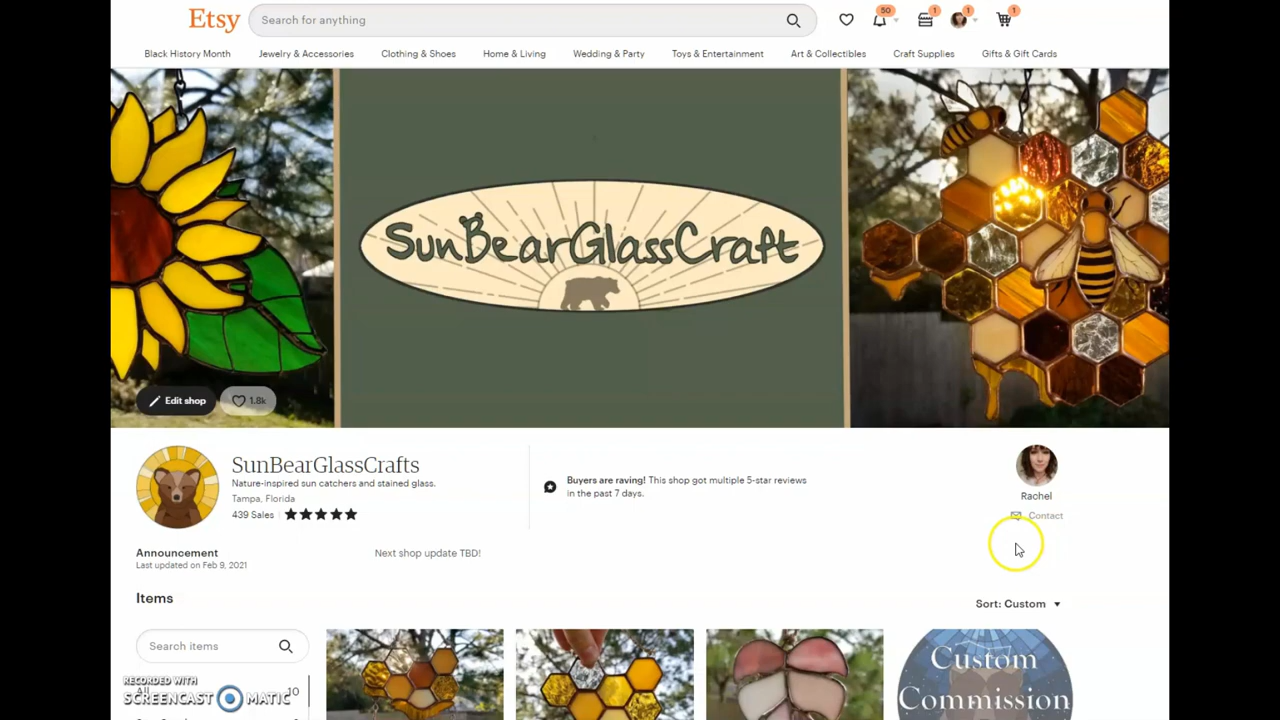 Etsy
Search for anything
50
1
1
1
Black History Month
Jewelry & Accessories
Clothing & Shoes
Home & Living
Wedding & Party
Toys & Entertainment
Art & Collectibles
Craft Supplies
Gifts & Gift Cards
SunBearGlassCraft
Edit shop
1.8k
SunBearGlassCrafts
Nature-inspired sun catchers and stained glass.
Tampa, Florida
439 Sales
Buyers are raving! This shop got multiple 5-star reviews
in the past 7 days.
Rachel
Contact
Announcement
Last updated on Feb 9, 2021
Next shop update TBD!
Items
Sort: Custom
Search items
All
10
RECORDED WITH
SCREENCAST MATIC
Custom
Commission